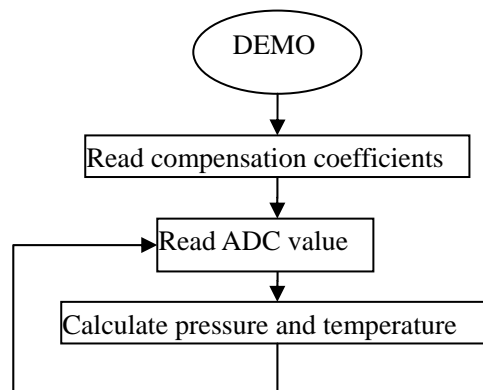 DEMO
Read compensation coefficients
Read ADC value
Calculate pressure and temperature